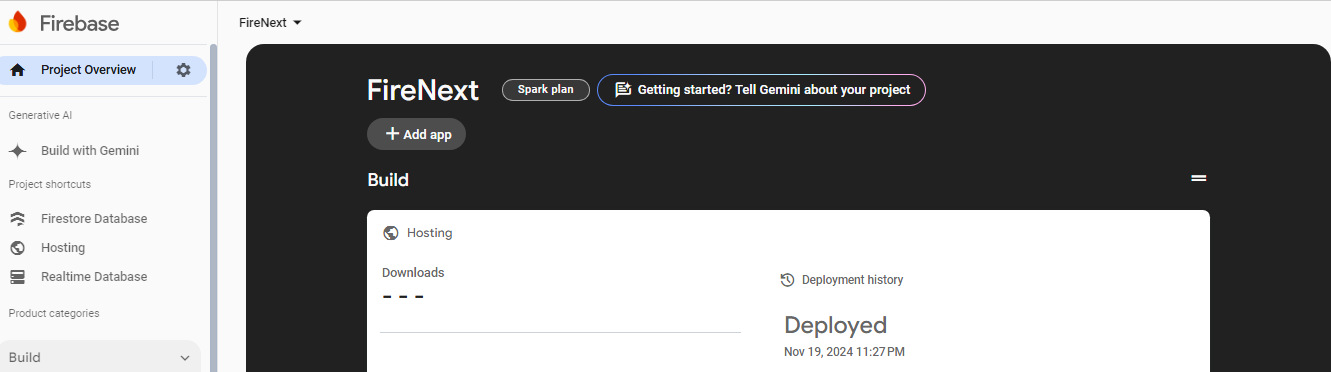 Firebase
FireNext
Project Overview
Generative AI
Build with Gemini
Project shortcuts
Firestore Database
Hosting
Realtime Database
Product categories
Build
FireNext
Spark plan
Getting started? Tell Gemini about your project
+ Add app
Build
Hosting
Downloads
- - -
Deployment history
Deployed
Nov 19, 2024 11:27 PM